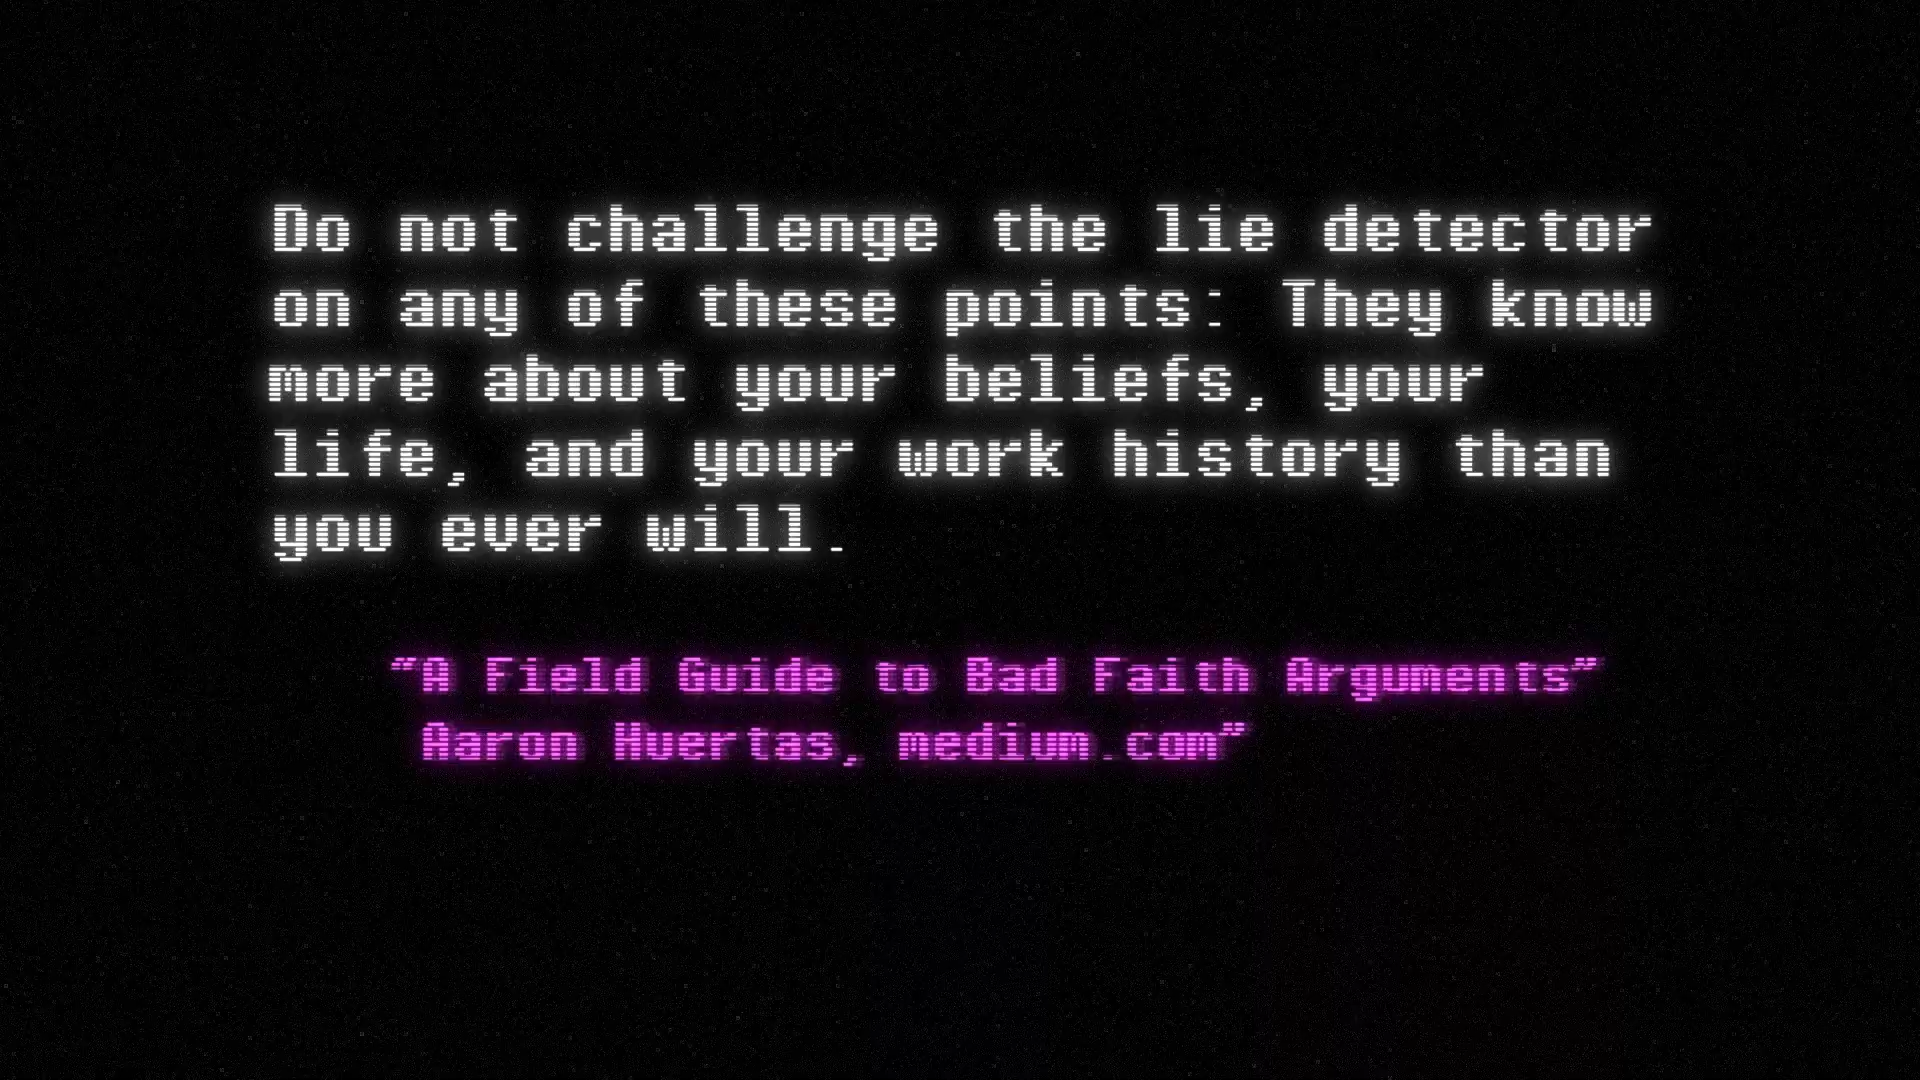 Do not challenge the lie detector
on any of these points: They know
more about your beliefs, your
life, and your work history than
you ever will.
“A Field Guide to Bad Faith Arguments”
Aaron Huertas, medium.com”